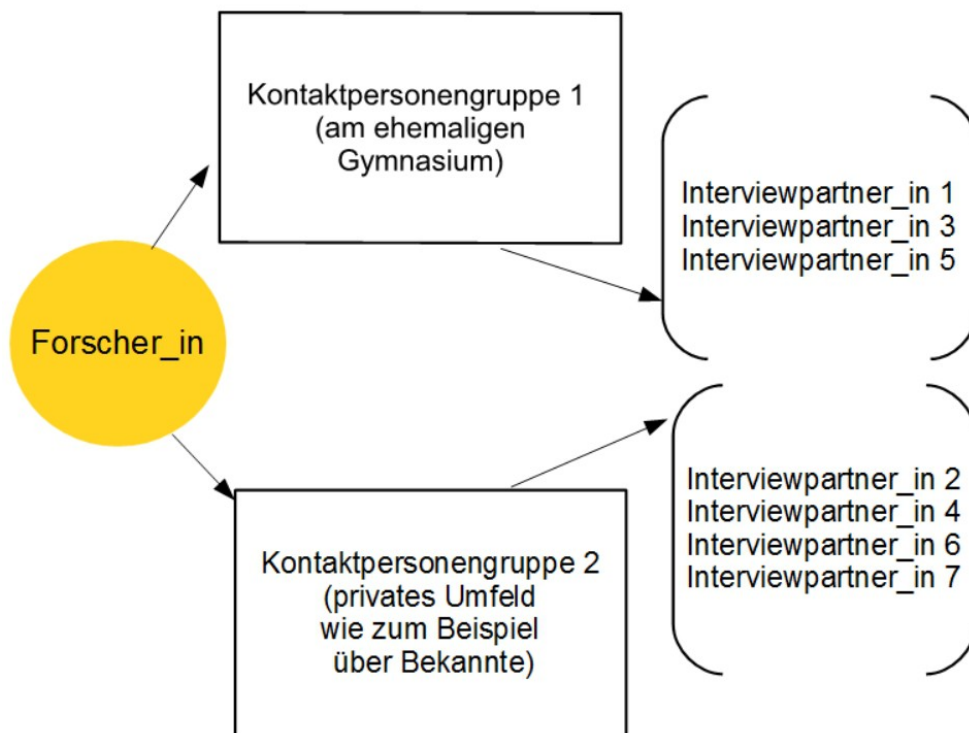 Kontaktpersonengruppe 1
(am ehemaligen
Gymnasium)
Interviewpartner_in 1
Interviewpartner_in 3
Interviewpartner_in 5
Forscher_in
Kontaktpersonengruppe 2
(privates Umfeld
wie zum Beispiel
über Bekannte)
Interviewpartner_in 2
Interviewpartner_in 4
Interviewpartner_in 6
Interviewpartner_in 7